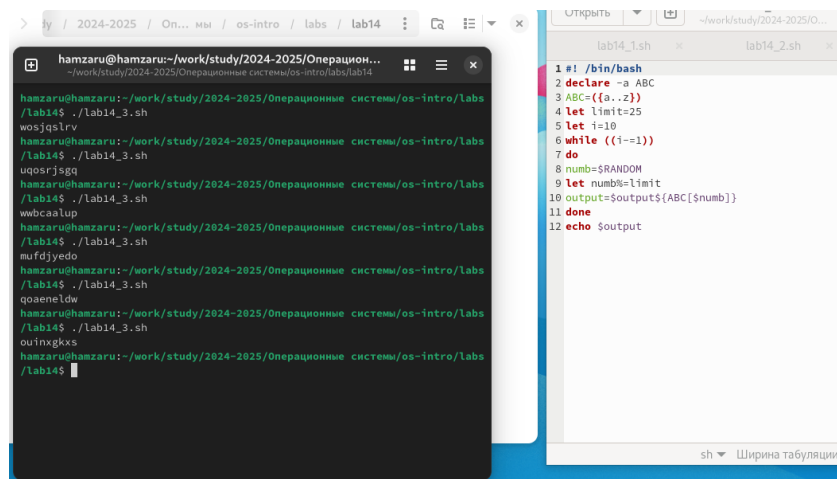 dy / 2024-2025 / Оп… мы / os-intro / labs / lab14
hamzaru@hamzaru:~/work/study/2024-2025/Операцион...
~/work/study/2024-2025/Операционные системы/os-intro/labs/lab14
hamzaru@hamzaru:~/work/study/2024-2025/Операционные системы/os-intro/labs
/lab14$ ./lab14_3.sh
wosjqslrv
hamzaru@hamzaru:~/work/study/2024-2025/Операционные системы/os-intro/labs
/lab14$ ./lab14_3.sh
uqosrjsgq
hamzaru@hamzaru:~/work/study/2024-2025/Операционные системы/os-intro/labs
/lab14$ ./lab14_3.sh
wwbcaalup
hamzaru@hamzaru:~/work/study/2024-2025/Операционные системы/os-intro/labs
/lab14$ ./lab14_3.sh
mufdjyedo
hamzaru@hamzaru:~/work/study/2024-2025/Операционные системы/os-intro/labs
/lab14$ ./lab14_3.sh
qoaeneldw
hamzaru@hamzaru:~/work/study/2024-2025/Операционные системы/os-intro/labs
/lab14$ ./lab14_3.sh
ouinxgkxs
hamzaru@hamzaru:~/work/study/2024-2025/Операционные системы/os-intro/labs
/lab14$
Открыть
~/work/study/2024-2025/О...
lab14_1.sh lab14_2.sh
1 #! /bin/bash
2 declare -a ABC
3 ABC=({a..z})
4 let limit=25
5 let i=10
6 while ((i-=1))
7 do
8 numb=$RANDOM
9 let numb%=limit
10 output=$output${ABC[$numb]}
11 done
12 echo $output
sh Ширина табуляции